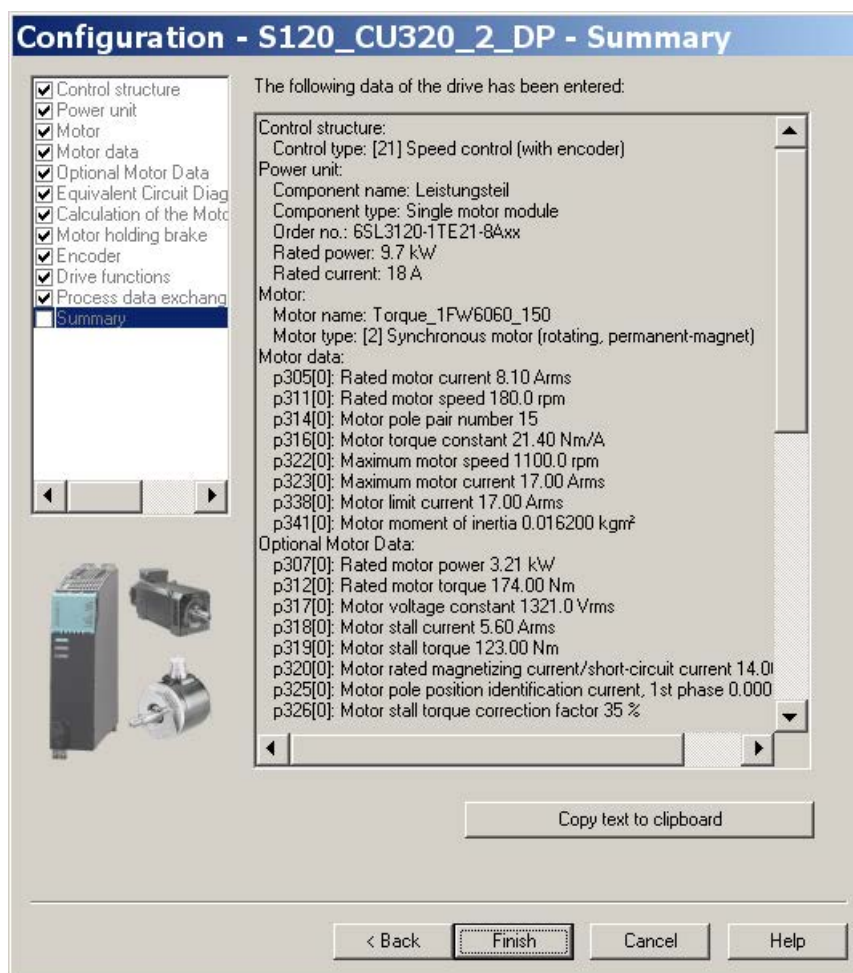 Configuration - S120_CU320_2_DP - Summary
Control structure
Power unit
Motor
Motor data
Optional Motor Data
Equivalent Circuit Diag
Calculation of the Moto
Motor holding brake
Encoder
Drive functions
Process data exchang
Summary
The following data of the drive has been entered:
Control structure:
Control type: [21] Speed control (with encoder)
Power unit:
Component name: Leistungsteil
Component type: Single motor module
Order no.: 6SL3120-1TE21-8Axx
Rated power: 9.7 kW
Rated current: 18 A
Motor:
Motor name: Torque_1FW6060_150
Motor type: [2] Synchronous motor (rotating, permanent-magnet)
Motor data:
p305[0]: Rated motor current 8.10 Arms
p311[0]: Rated motor speed 180.0 rpm
p314[0]: Motor pole pair number 15
p316[0]: Motor torque constant 21.40 Nm/A
p322[0]: Maximum motor speed 1100.0 rpm
p323[0]: Maximum motor current 17.00 Arms
p338[0]: Motor limit current 17.00 Arms
p341[0]: Motor moment of inertia 0.016200 kgm²
Optional Motor Data:
p307[0]: Rated motor power 3.21 kW
p312[0]: Rated motor torque 174.00 Nm
p317[0]: Motor voltage constant 1321.0 Vrms
p318[0]: Motor stall current 5.60 Arms
p319[0]: Motor stall torque 123.00 Nm
p320[0]: Motor rated magnetizing current/short-circuit current 14.0
p325[0]: Motor pole position identification current, 1st phase 0.000
p326[0]: Motor stall torque correction factor 35 %
Copy text to clipboard
< Back
Finish
Cancel
Help